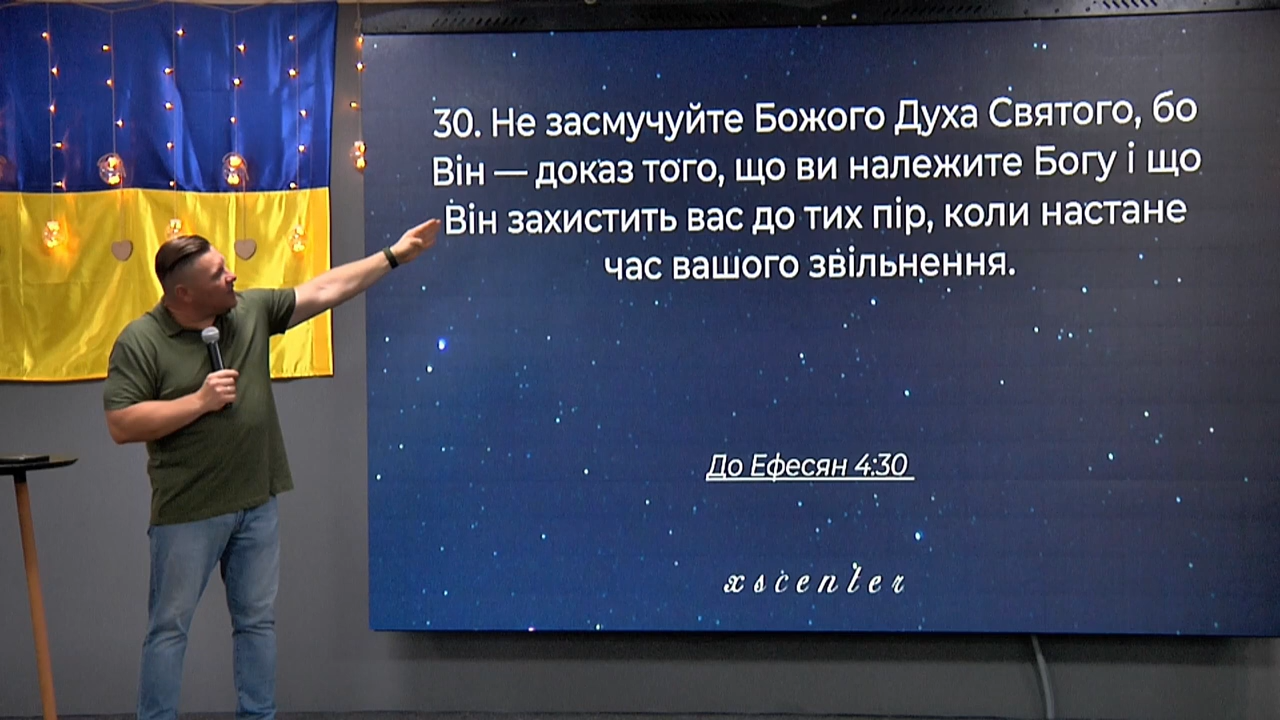 30. Не засмучуйте Божого Духа Святого, бо
Він — доказ того, що ви належите Богу і що
Він захистить вас до тих пір, коли настане
час вашого звільнення.
До Ефесян 4:30
xscenter